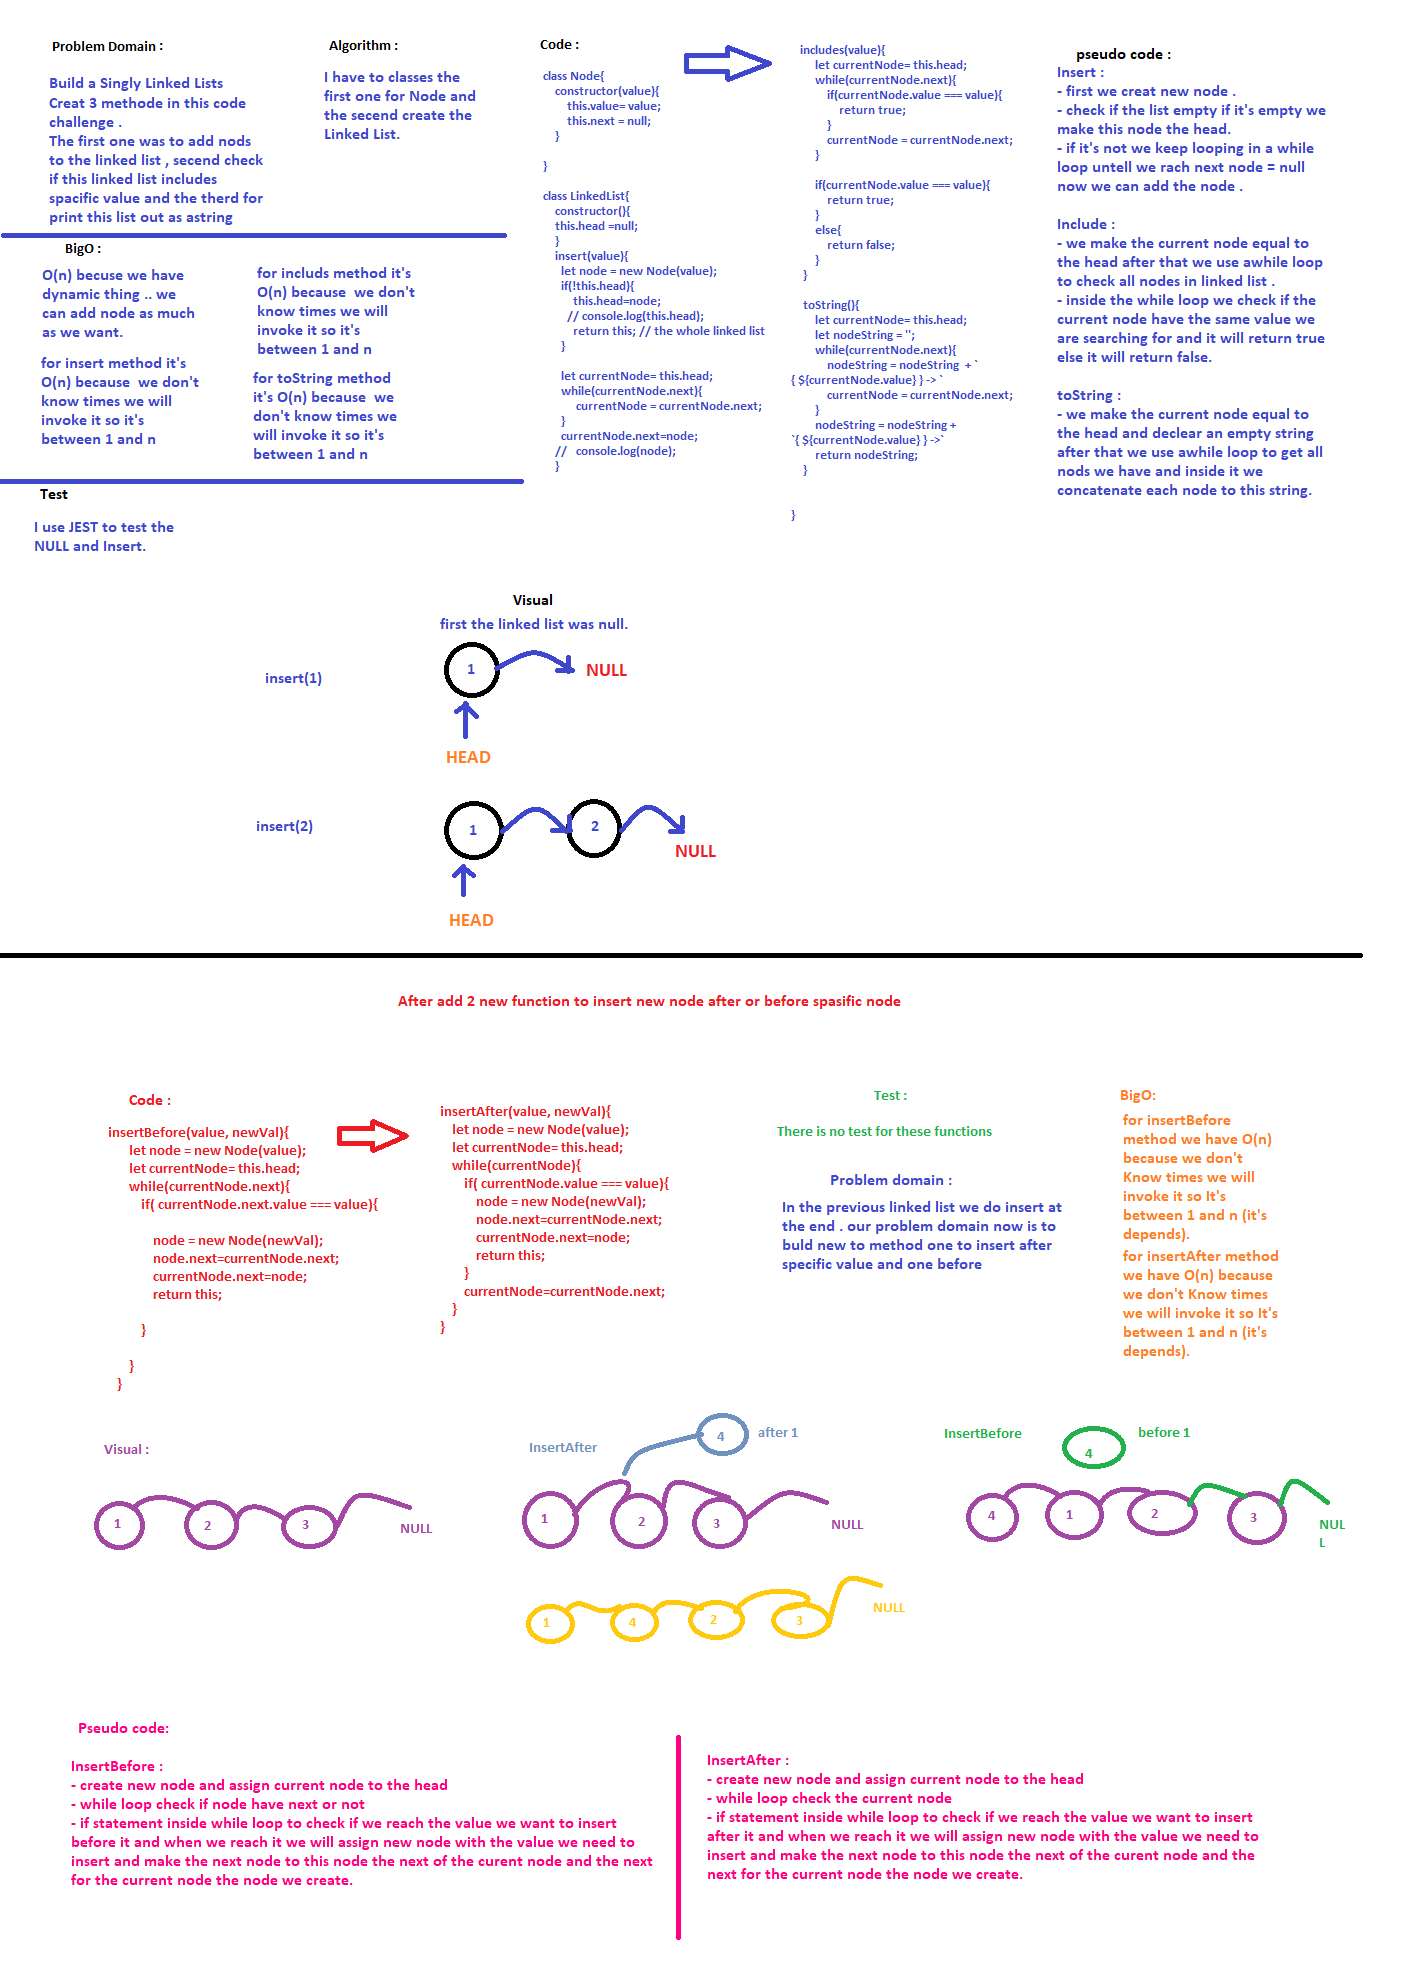 Problem Domain :
Build a Singly Linked Lists
Creat 3 methode in this code
challenge .
The first one was to add nods
to the linked list , secend check
if this linked list includes
spacific value and the therd for
print this list out as astring
Algorithm :
I have to classes the
first one for Node and
the secend create the
Linked List.
BigO :
O(n) becuse we have
dynamic thing .. we
can add node as much
as we want.
for insert method it's
O(n) because  we don't
know times we will
invoke it so it's
between 1 and n
for includs method it's
O(n) because  we don't
know times we will
invoke it so it's
between 1 and n
for toString method
it's O(n) because  we
don't know times we
will invoke it so it's
between 1 and n
Test
I use JEST to test the
NULL and Insert.
Code :
class Node{
constructor(value){
this.value= value;
this.next = null;
}
}
class LinkedList{
constructor(){
this.head =null;
}
insert(value){
let node = new Node(value);
if(!this.head){
this.head=node;
// console.log(this.head);
return this; // the whole linked list
}
let currentNode= this.head;
while(currentNode.next){
currentNode = currentNode.next;
}
currentNode.next=node;
//   console.log(node);
}
includes(value){
let currentNode= this.head;
while(currentNode.next){
if(currentNode.value === value){
return true;
}
currentNode = currentNode.next;
}
if(currentNode.value === value){
return true;
}
else{
return false;
}
}
toString(){
let currentNode= this.head;
let nodeString = '';
while(currentNode.next){
nodeString = nodeString  + `
{ ${currentNode.value} } -> `
currentNode = currentNode.next;
}
nodeString = nodeString +
`{ ${currentNode.value} } ->`
return nodeString;
}
}
pseudo code :
Insert :
- first we creat new node .
- check if the list empty if it's empty we
make this node the head.
- if it's not we keep looping in a while
loop untell we rach next node = null
now we can add the node .
Include :
- we make the current node equal to
the head after that we use awhile loop
to check all nodes in linked list .
- inside the while loop we check if the
current node have the same value we
are searching for and it will return true
else it will return false.
toString :
- we make the current node equal to
the head and declear an empty string
after that we use awhile loop to get all
nods we have and inside it we
concatenate each node to this string.
Visual
first the linked list was null.
insert(1)
1
NULL
HEAD
insert(2)
1
2
NULL
HEAD
After add 2 new function to insert new node after or before spasific node
Code :
insertBefore(value, newVal){
let node = new Node(value);
let currentNode= this.head;
while(currentNode.next){
if( currentNode.next.value === value){
node = new Node(newVal);
node.next=currentNode.next;
currentNode.next=node;
return this;
}
}
}
insertAfter(value, newVal){
let node = new Node(value);
let currentNode= this.head;
while(currentNode){
if( currentNode.value === value){
node = new Node(newVal);
node.next=currentNode.next;
currentNode.next=node;
return this;
}
currentNode=currentNode.next;
}
}
Test :
There is no test for these functions
Problem domain :
In the previous linked list we do insert at
the end . our problem domain now is to
buld new to method one to insert after
specific value and one before
BigO:
for insertBefore
method we have O(n)
because we don't
Know times we will
invoke it so It's
between 1 and n (it's
depends).
for insertAfter method
we have O(n) because
we don't Know times
we will invoke it so It's
between 1 and n (it's
depends).
Visual :
1
2
3
NULL
InsertAfter
4
after 1
1
2
3
NULL
1
4
2
3
NULL
InsertBefore
4
before 1
4
1
2
3
NUL
L
Pseudo code:
InsertBefore :
- create new node and assign current node to the head
- while loop check if node have next or not
- if statement inside while loop to check if we reach the value we want to insert
before it and when we reach it we will assign new node with the value we need to
insert and make the next node to this node the next of the curent node and the next
for the current node the node we create.
InsertAfter :
- create new node and assign current node to the head
- while loop check the current node
- if statement inside while loop to check if we reach the value we want to insert
after it and when we reach it we will assign new node with the value we need to
insert and make the next node to this node the next of the curent node and the
next for the current node the node we create.